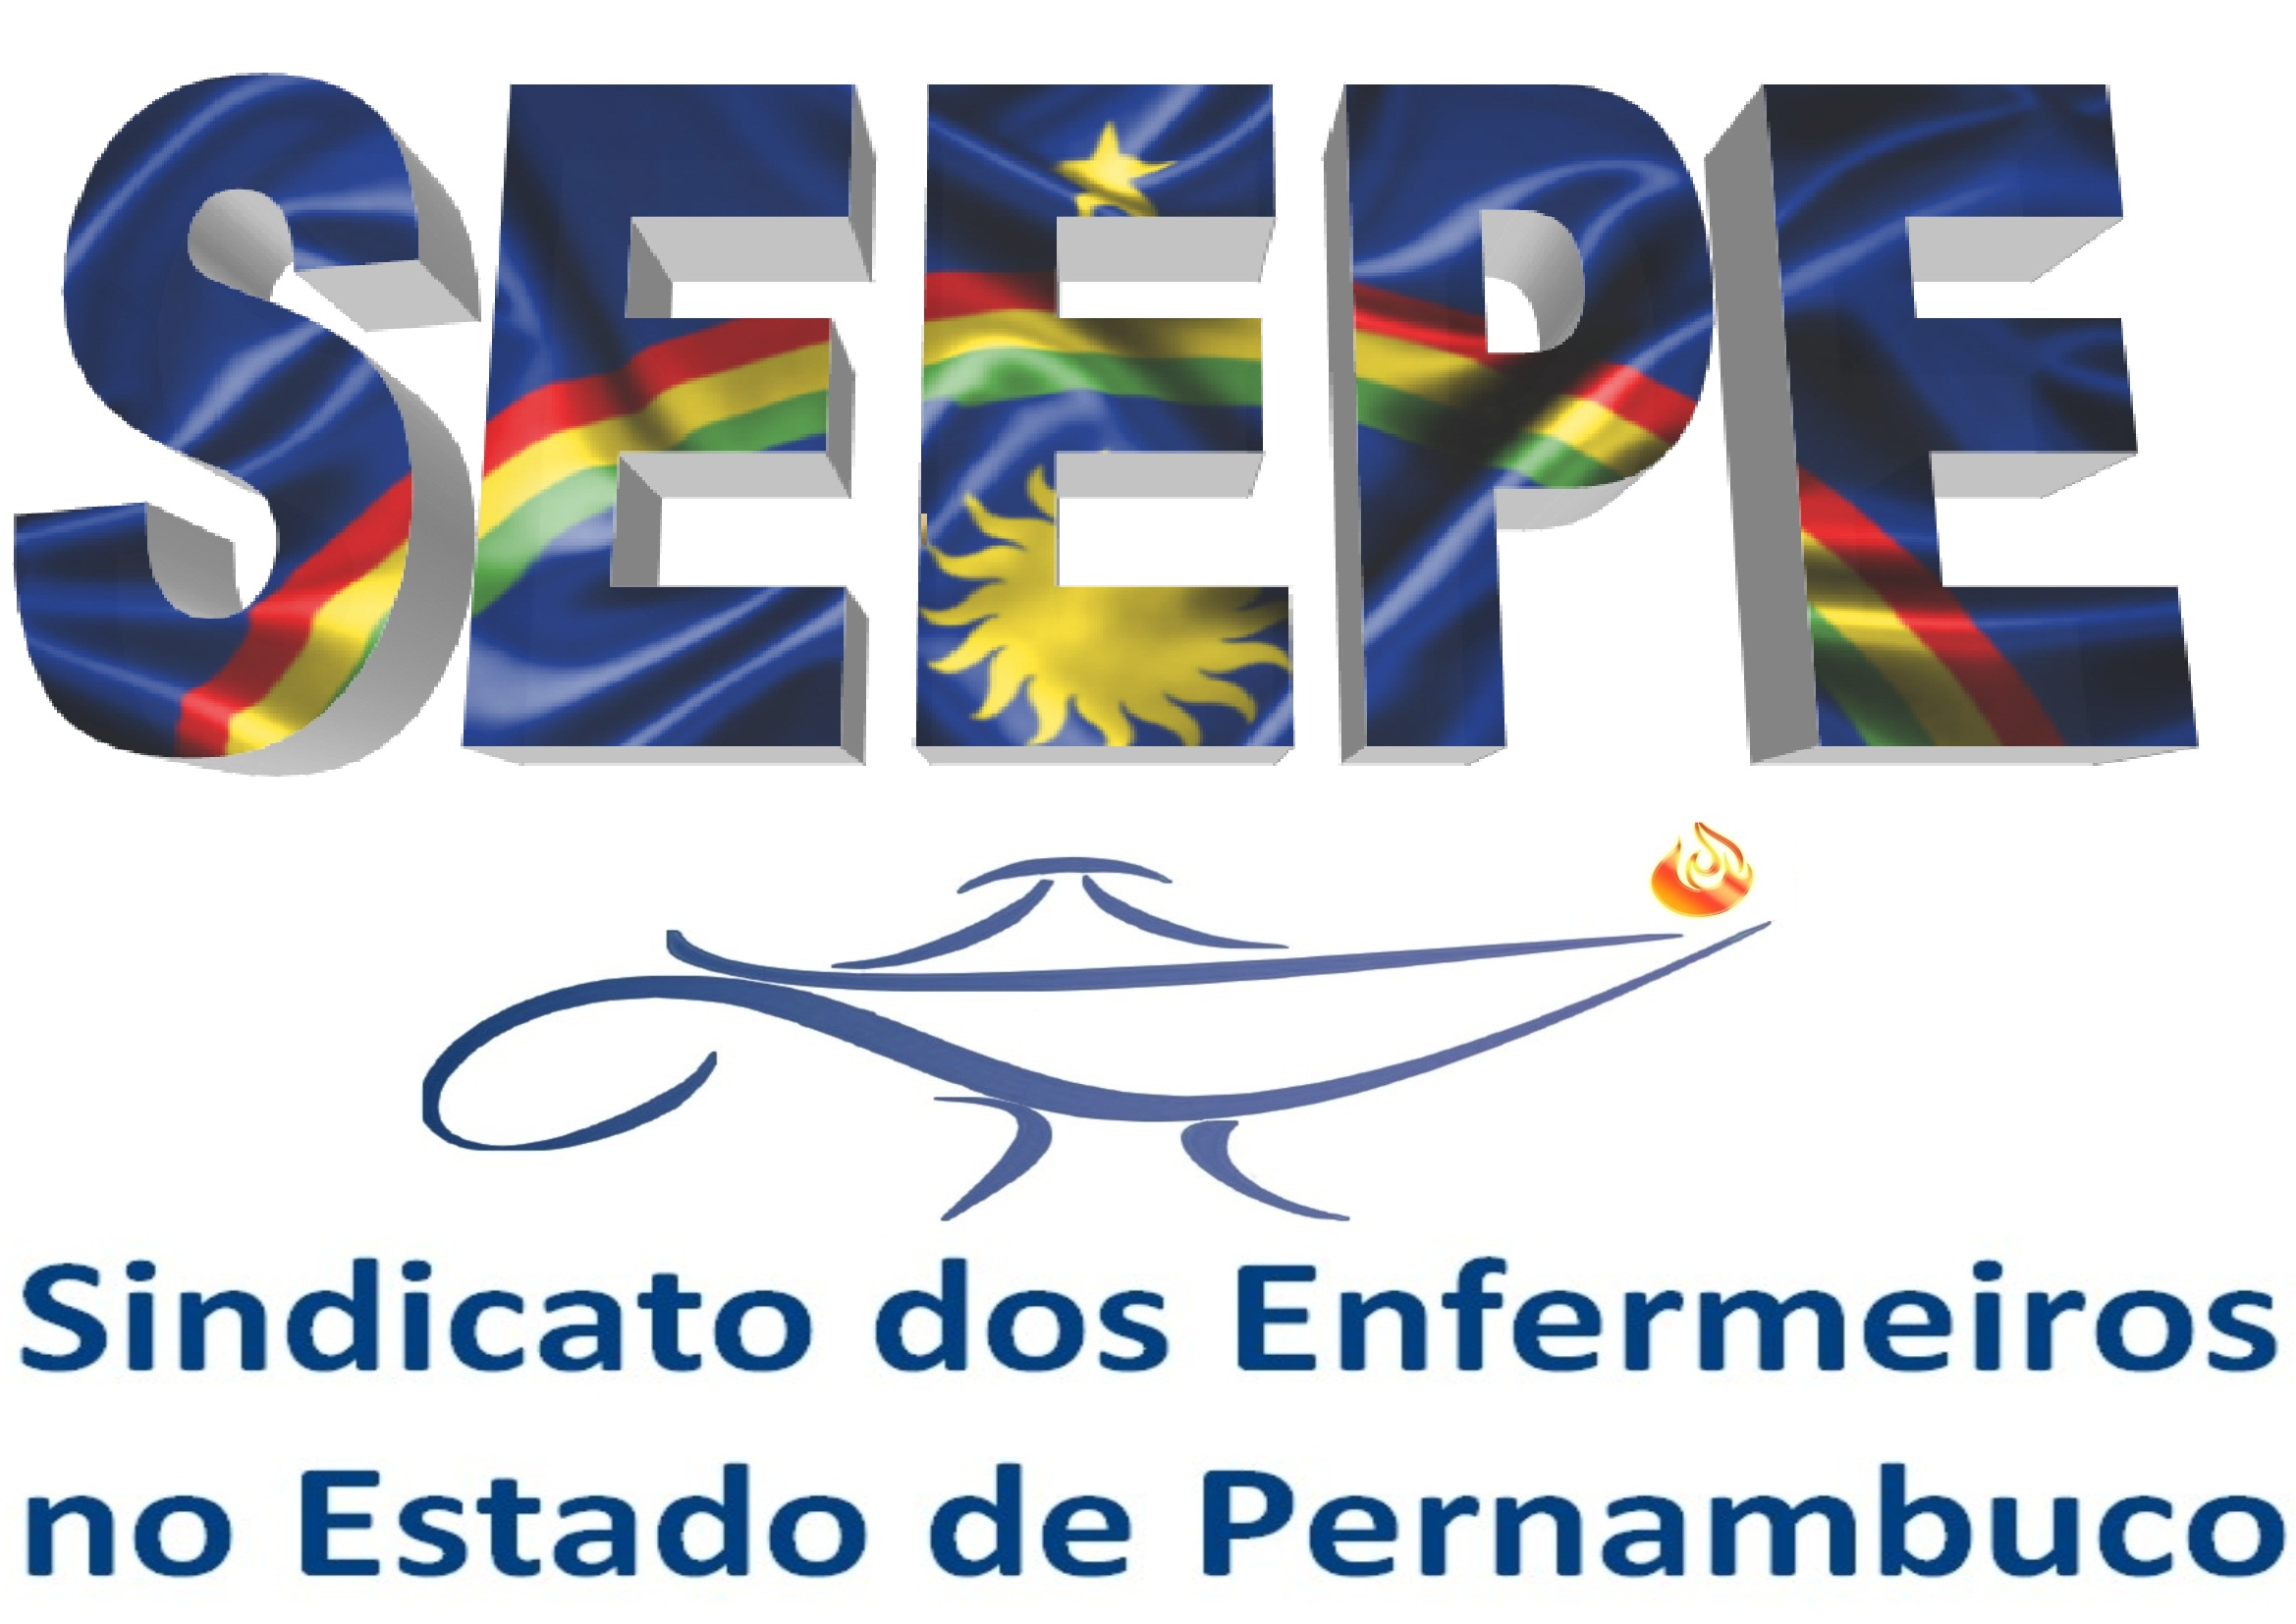 SEEPE
Sindicato dos Enfermeiros
no Estado de Pernambuco